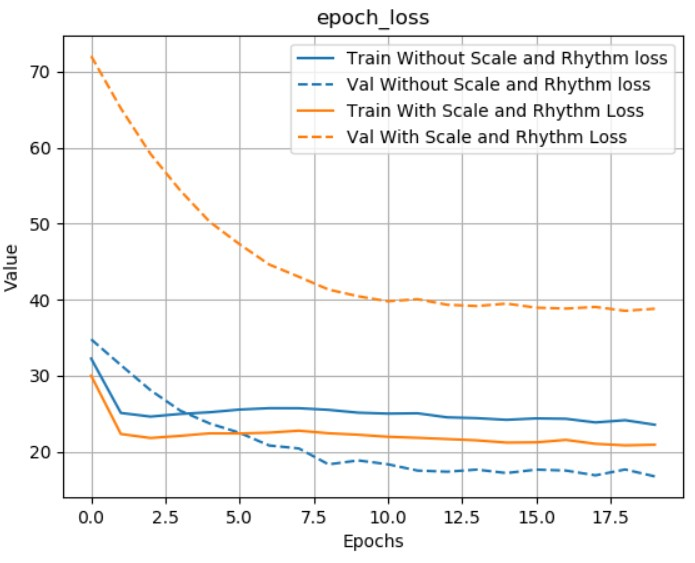 epoch_loss
Train Without Scale and Rhythm loss
Val Without Scale and Rhythm loss
Train With Scale and Rhythm Loss
Val With Scale and Rhythm Loss
Value
70
60
50
40
30
20
0.0 2.5 5.0 7.5 10.0 12.5 15.0 17.5
Epochs